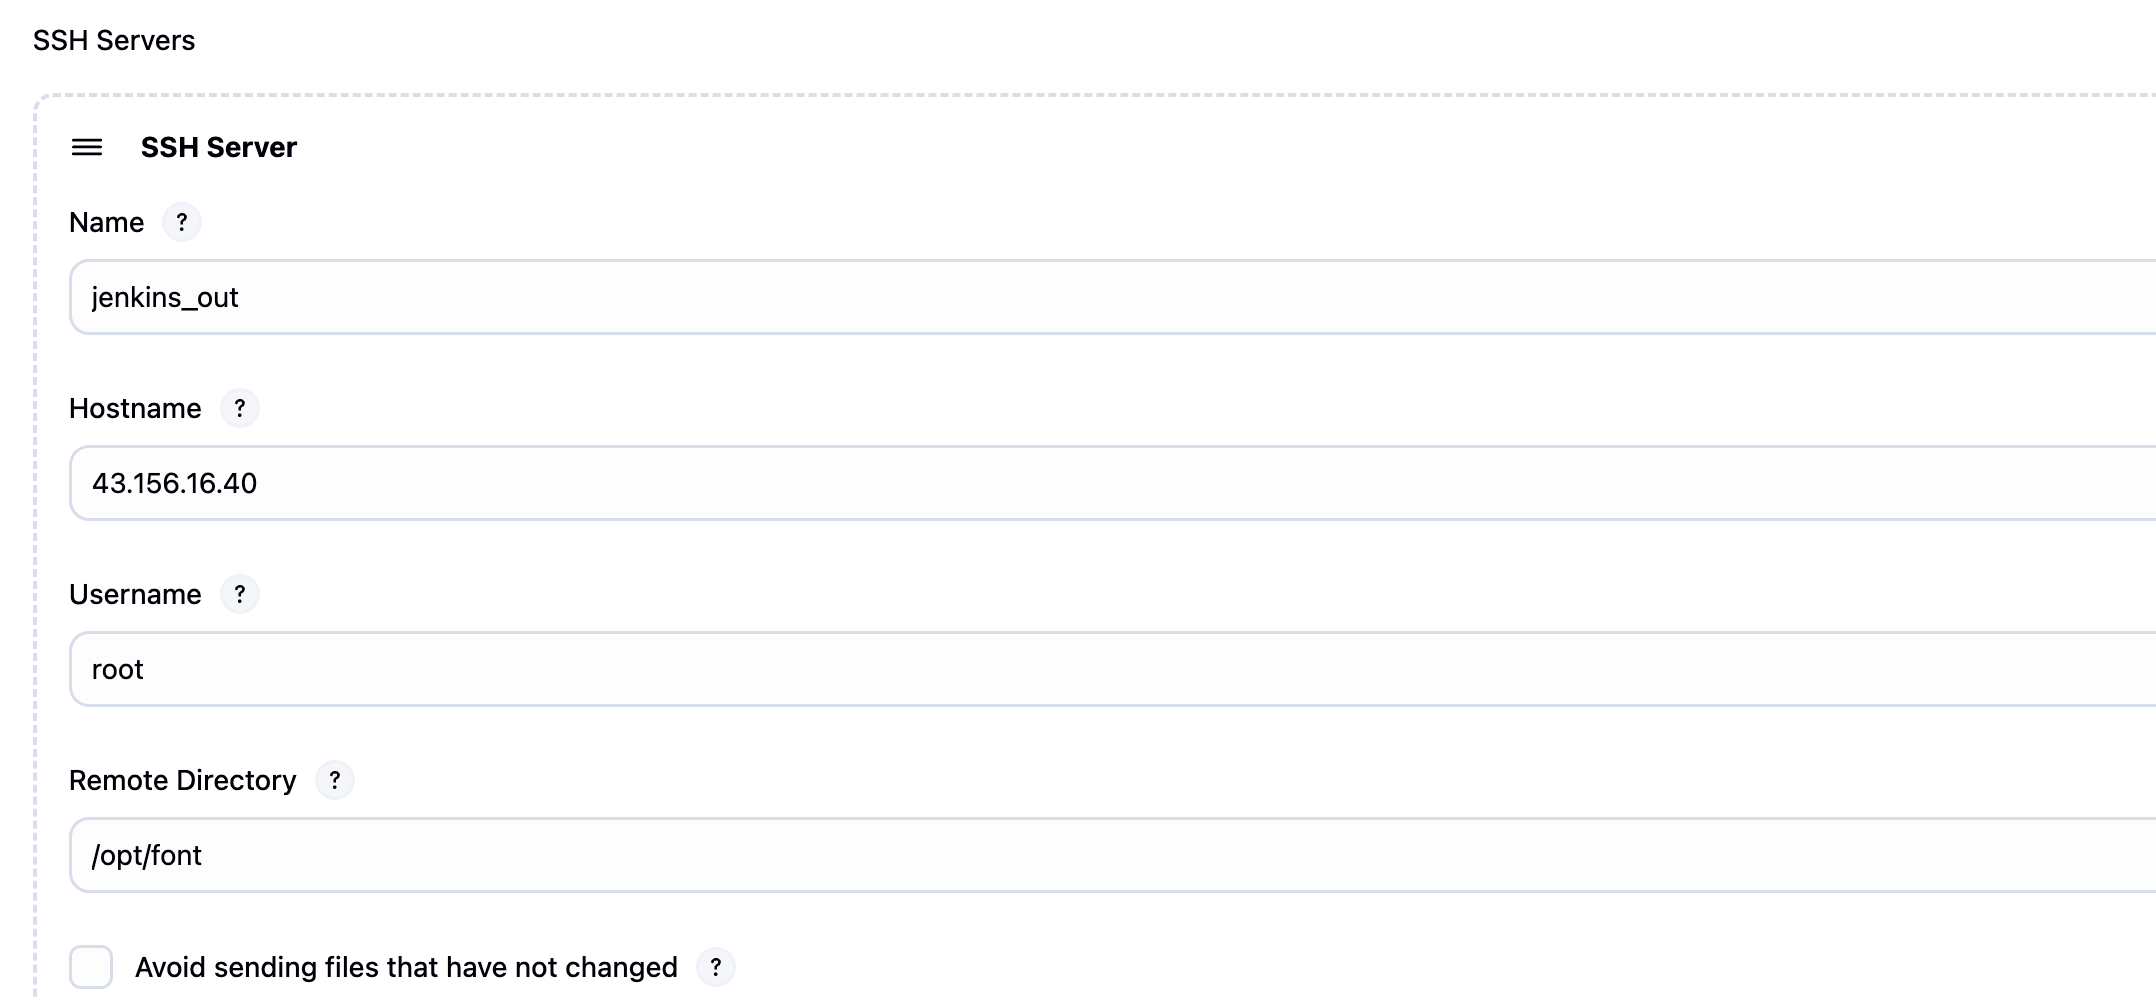 SSH Servers
SSH Server
Name ?
jenkins_out
Hostname ?
43.156.16.40
Username ?
root
Remote Directory ?
/opt/font
Avoid sending files that have not changed ?